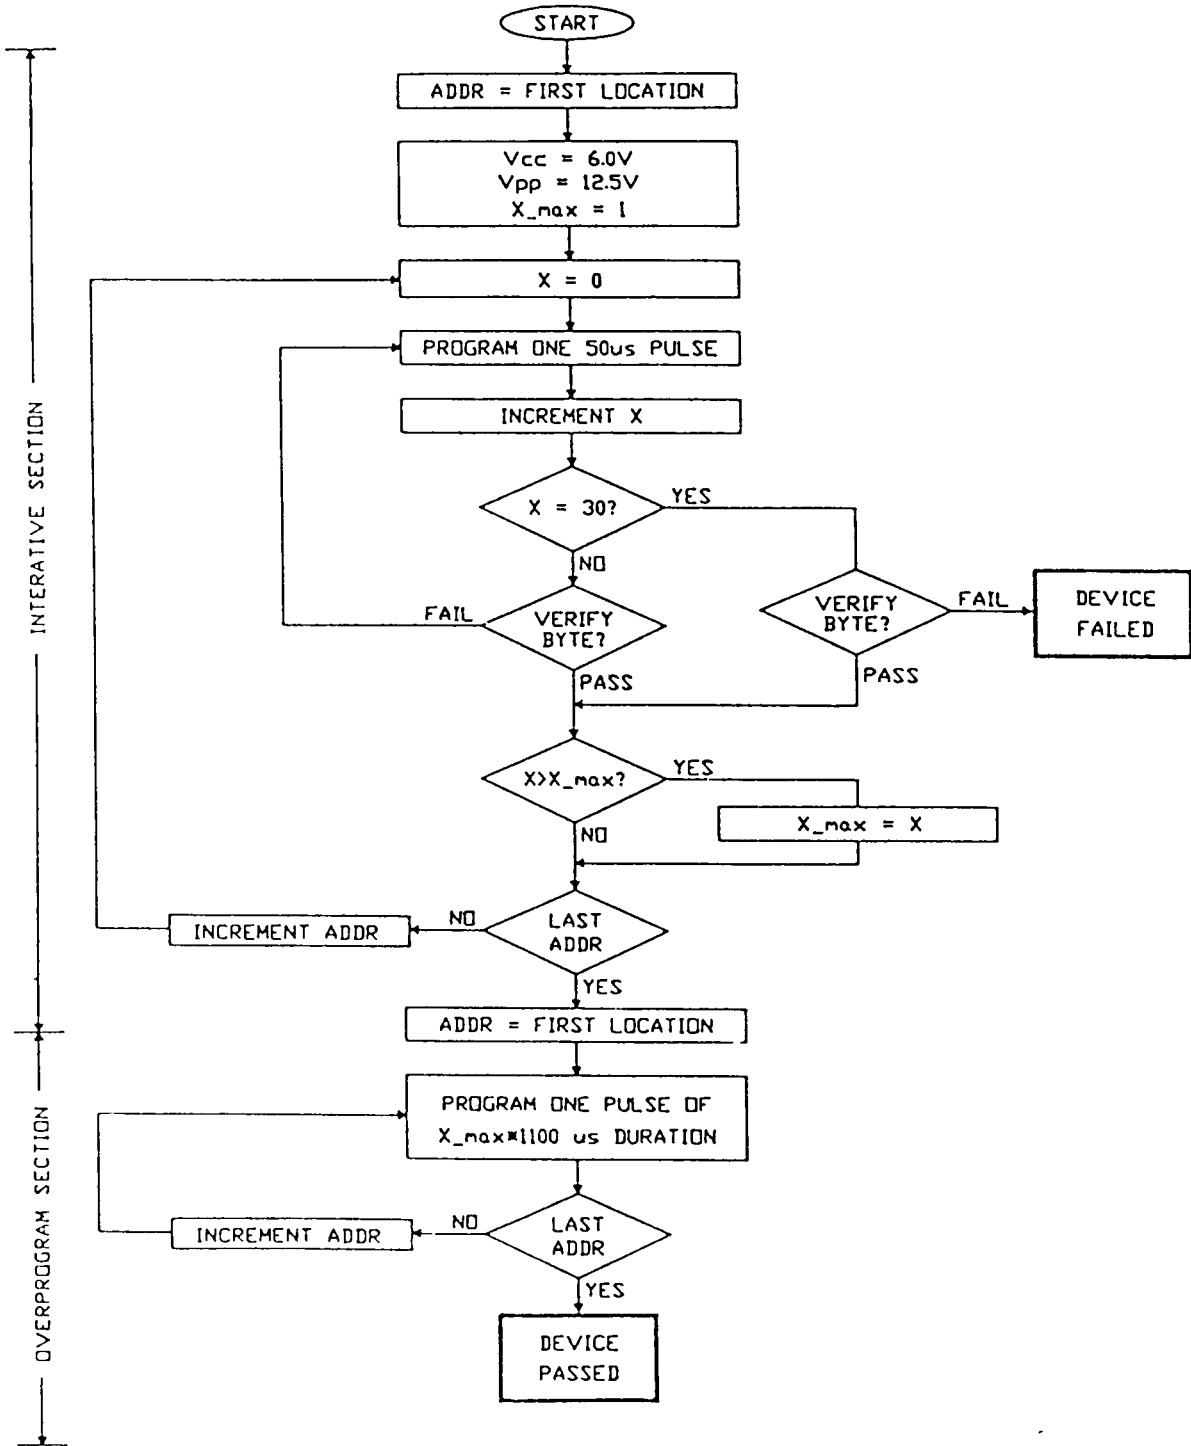 START
ADDR = FIRST LOCATION
Vcc = 6.0V
Vpp = 12.5V
X_max = 1
X = 0
PROGRAM ONE 50us PULSE
INCREMENT X
X = 30?
YES
NO
VERIFY
BYTE?
FAIL
PASS
VERIFY
BYTE?
FAIL
PASS
DEVICE
FAILED
X>X_max?
YES
NO
X_max = X
LAST
ADDR
NO
INCREMENT ADDR
YES
INTERATIVE SECTION
ADDR = FIRST LOCATION
PROGRAM ONE PULSE OF
X_max*1100 us DURATION
LAST
ADDR
NO
INCREMENT ADDR
YES
DEVICE
PASSED
OVERPROGRAM SECTION